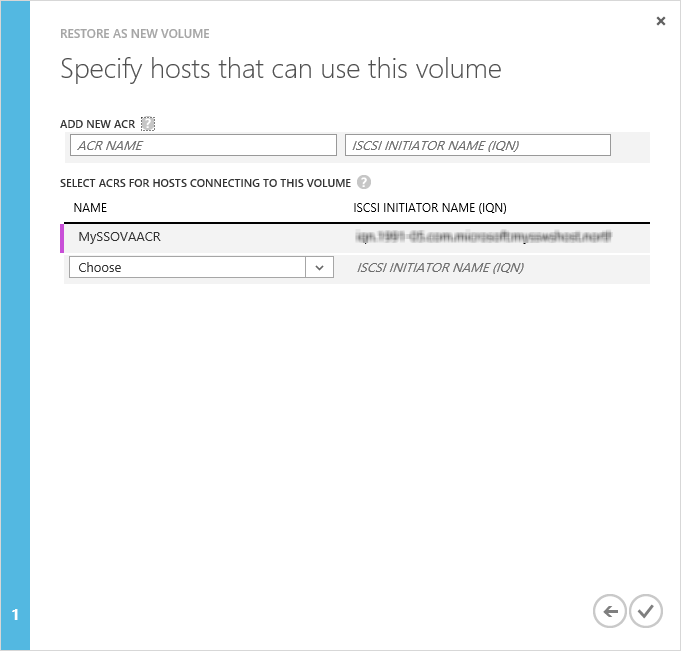 RESTORE AS NEW VOLUME
Specify hosts that can use this volume
ADD NEW ACR ?
ACR NAME ISCSI INITIATOR NAME (IQN)
SELECT ACRS FOR HOSTS CONNECTING TO THIS VOLUME ?
NAME ISCSI INITIATOR NAME (IQN)
MySSOVAACR
Choose ISCSI INITIATOR NAME (IQN)
1